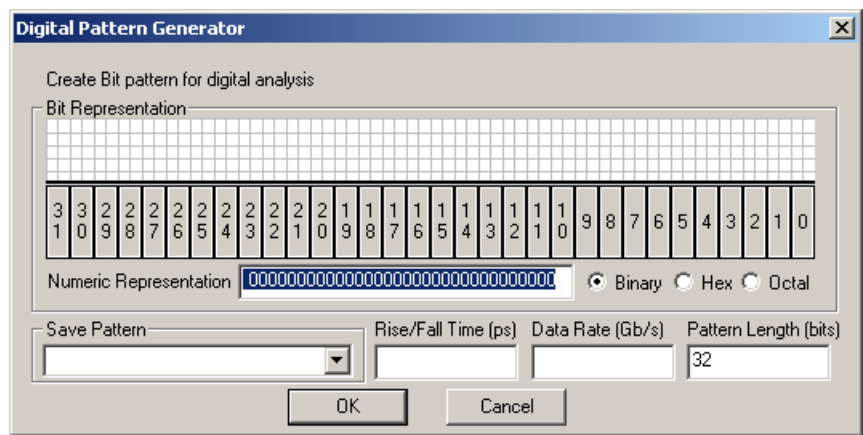 Digital Pattern Generator
Create Bit pattern for digital analysis
Bit Representation
31 30 29 28 27 26 25 24 23 22 21 20 19 18 17 16 15 14 13 12 11 10 9 8 7 6 5 4 3 2 1 0
Numeric Representation 00000000000000000000000000000000 Binary Hex Octal
Save Pattern Rise/Fall Time (ps) Data Rate (Gb/s) Pattern Length (bits)
32
OK Cancel